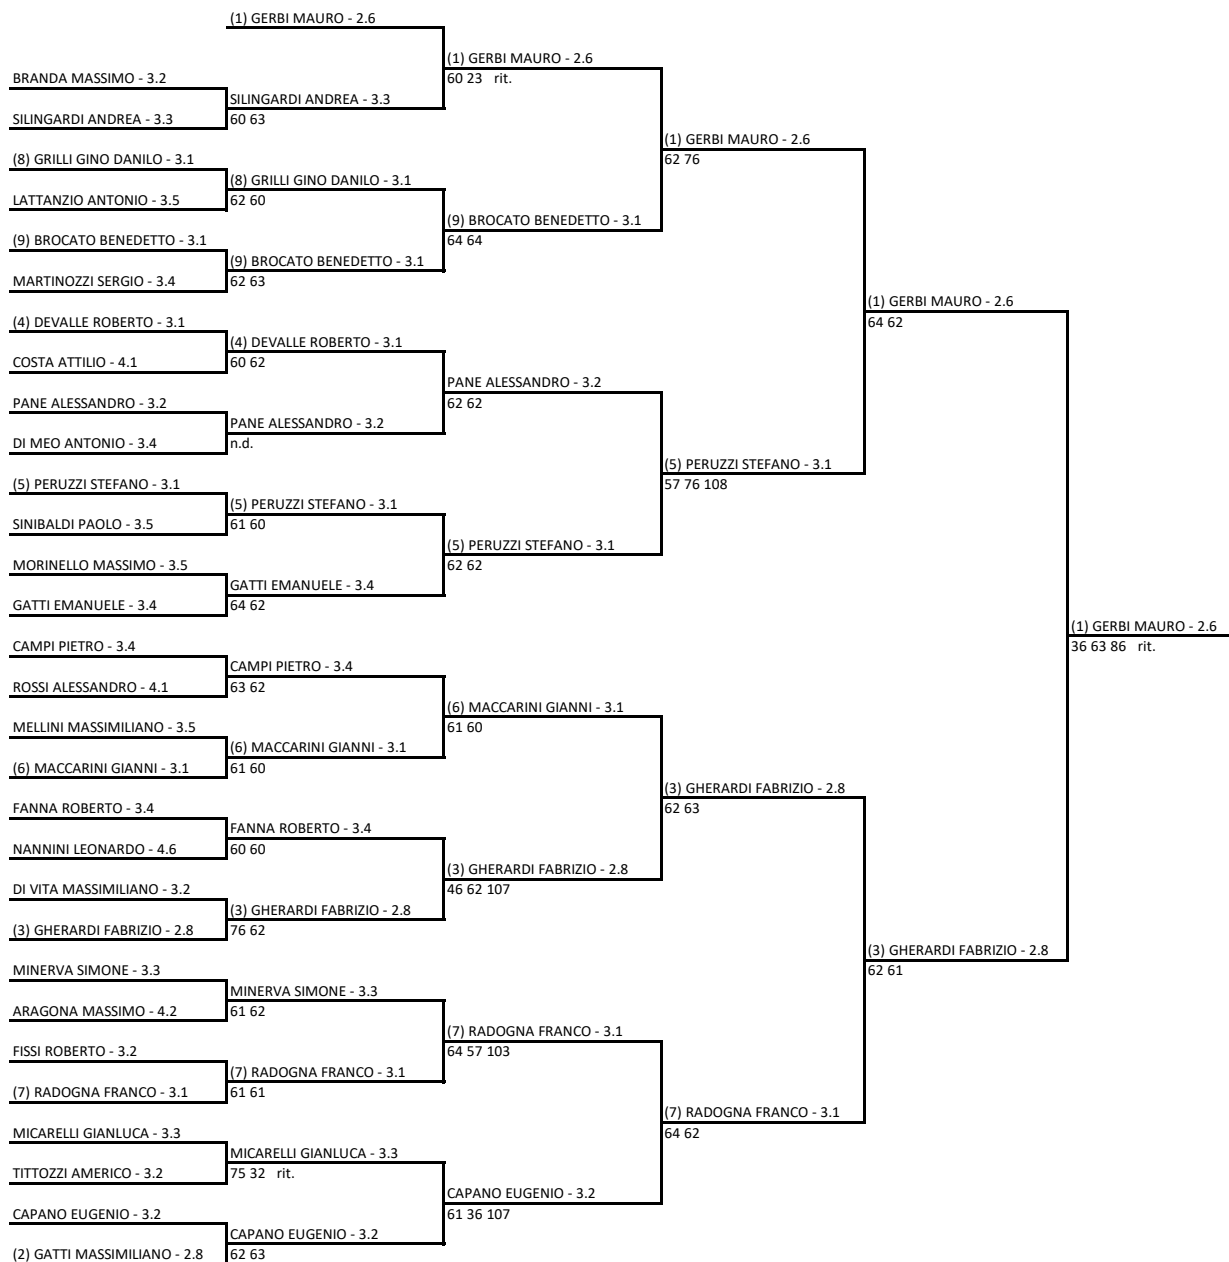 (1) GERBI MAURO - 2.6
(1) GERBI MAURO - 2.6
BRANDA MASSIMO - 3.2
60 23 rit.
SILINGARDI ANDREA - 3.3
SILINGARDI ANDREA - 3.3
60 63
(1) GERBI MAURO - 2.6
(8) GRILLI GINO DANILO - 3.1
62 76
(8) GRILLI GINO DANILO - 3.1
LATTANZIO ANTONIO - 3.5
62 60
(9) BROCATO BENEDETTO - 3.1
(9) BROCATO BENEDETTO - 3.1
64 64
(9) BROCATO BENEDETTO - 3.1
MARTINOZZI SERGIO - 3.4
62 63
(1) GERBI MAURO - 2.6
(4) DEVALLE ROBERTO - 3.1
64 62
(4) DEVALLE ROBERTO - 3.1
COSTA ATTILIO - 4.1
60 62
PANE ALESSANDRO - 3.2
PANE ALESSANDRO - 3.2
62 62
PANE ALESSANDRO - 3.2
DI MEO ANTONIO - 3.4
n.d.
(5) PERUZZI STEFANO - 3.1
(5) PERUZZI STEFANO - 3.1
57 76 108
(5) PERUZZI STEFANO - 3.1
SINIBALDI PAOLO - 3.5
61 60
(5) PERUZZI STEFANO - 3.1
MORINELLO MASSIMO - 3.5
62 62
GATTI EMANUELE - 3.4
GATTI EMANUELE - 3.4
64 62
(1) GERBI MAURO - 2.6
CAMPI PIETRO - 3.4
36 63 86 rit.
CAMPI PIETRO - 3.4
ROSSI ALESSANDRO - 4.1
63 62
(6) MACCARINI GIANNI - 3.1
MELLINI MASSIMILIANO - 3.5
61 60
(6) MACCARINI GIANNI - 3.1
(6) MACCARINI GIANNI - 3.1
61 60
(3) GHERARDI FABRIZIO - 2.8
FANNA ROBERTO - 3.4
62 63
FANNA ROBERTO - 3.4
NANNINI LEONARDO - 4.6
60 60
(3) GHERARDI FABRIZIO - 2.8
DI VITA MASSIMILIANO - 3.2
46 62 107
(3) GHERARDI FABRIZIO - 2.8
(3) GHERARDI FABRIZIO - 2.8
76 62
(3) GHERARDI FABRIZIO - 2.8
MINERVA SIMONE - 3.3
62 61
MINERVA SIMONE - 3.3
ARAGONA MASSIMO - 4.2
61 62
(7) RADOGNA FRANCO - 3.1
FISSI ROBERTO - 3.2
64 57 103
(7) RADOGNA FRANCO - 3.1
(7) RADOGNA FRANCO - 3.1
61 61
(7) RADOGNA FRANCO - 3.1
MICARELLI GIANLUCA - 3.3
64 62
MICARELLI GIANLUCA - 3.3
TITTOZZI AMERICO - 3.2
75 32 rit.
CAPANO EUGENIO - 3.2
CAPANO EUGENIO - 3.2
61 36 107
CAPANO EUGENIO - 3.2
(2) GATTI MASSIMILIANO - 2.8
62 63